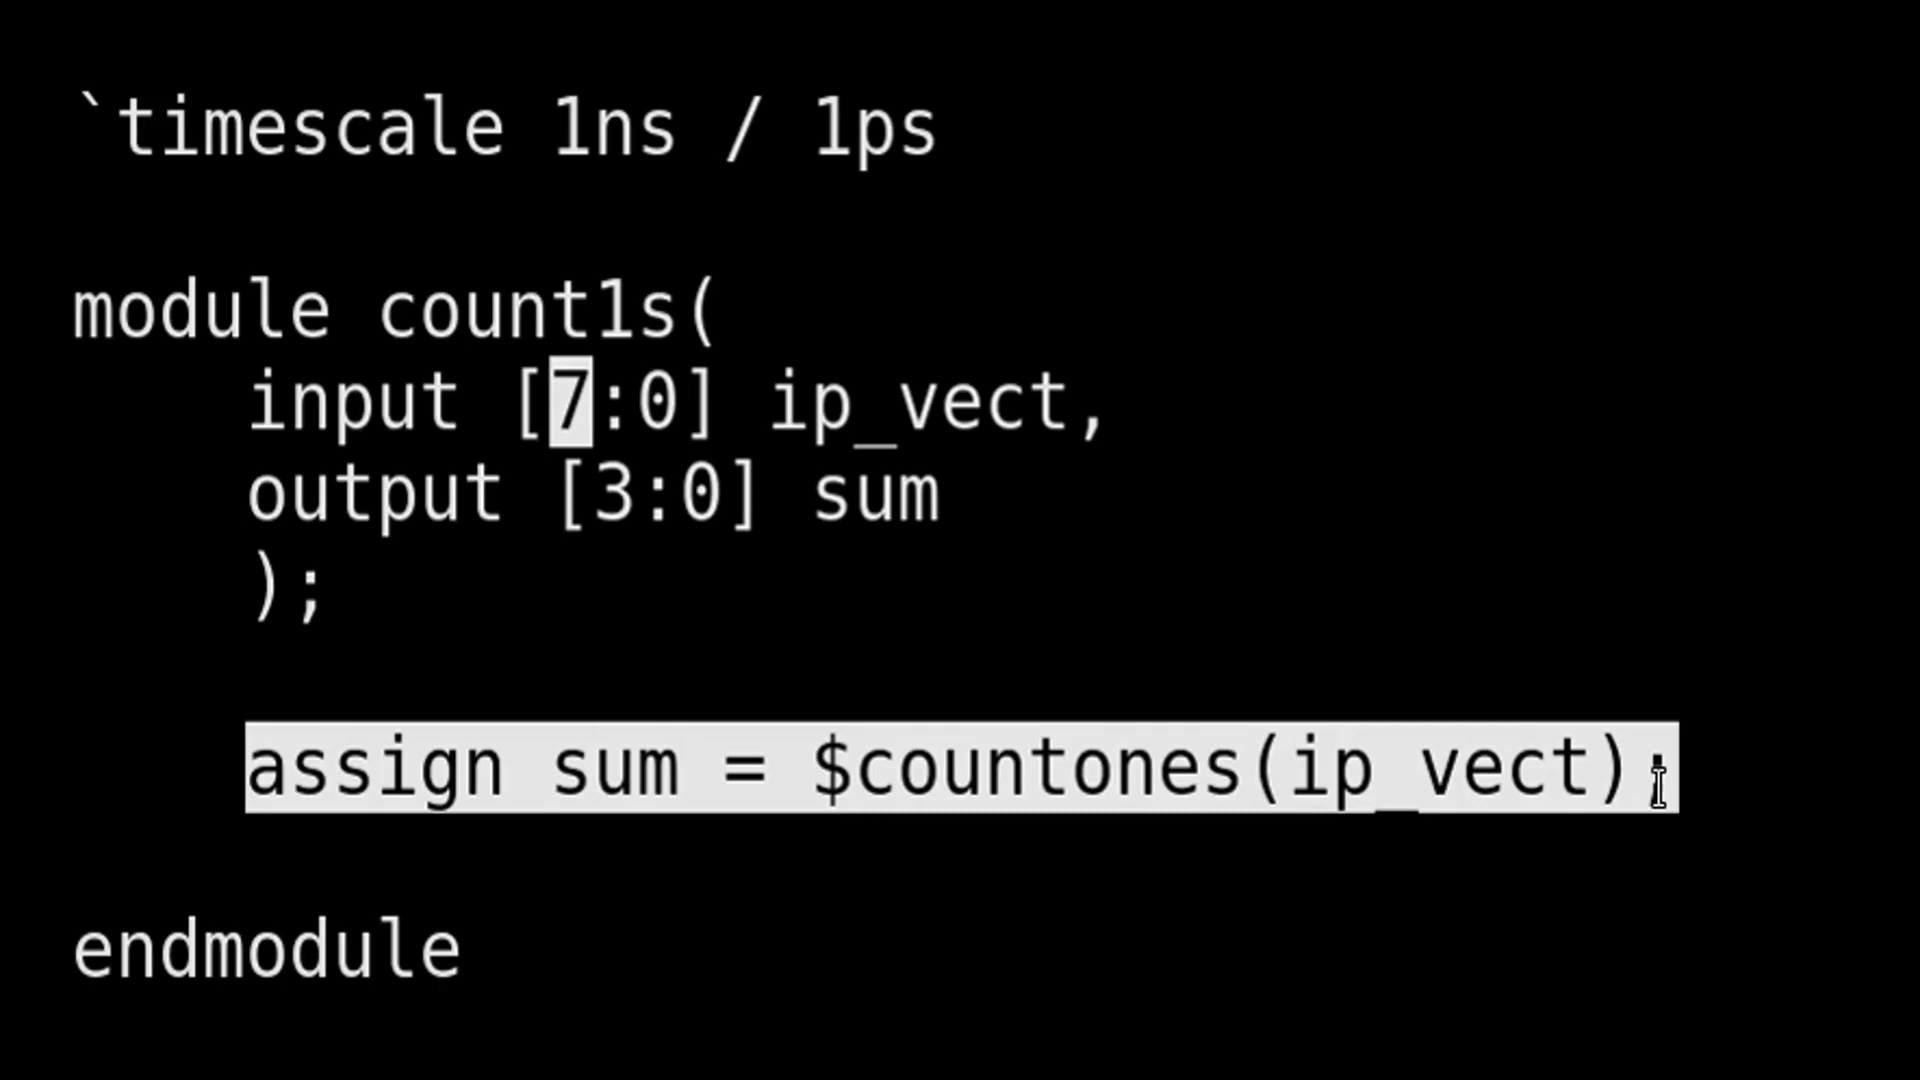 `timescale 1ns / 1ps
module count1s(
input [7:0] ip_vect,
output [3:0] sum
);
assign sum = $countones(ip_vect);
endmodule